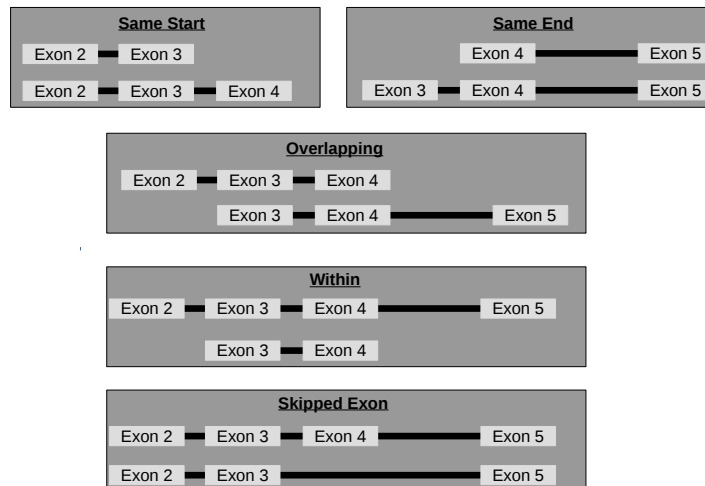 Same Start
Exon 2 Exon 3
Exon 2 Exon 3 Exon 4
Same End
Exon 4 Exon 5
Exon 3 Exon 4 Exon 5
Overlapping
Exon 2 Exon 3 Exon 4
Exon 3 Exon 4 Exon 5
Within
Exon 2 Exon 3 Exon 4 Exon 5
Exon 3 Exon 4
Skipped Exon
Exon 2 Exon 3 Exon 4 Exon 5
Exon 2 Exon 3 Exon 5